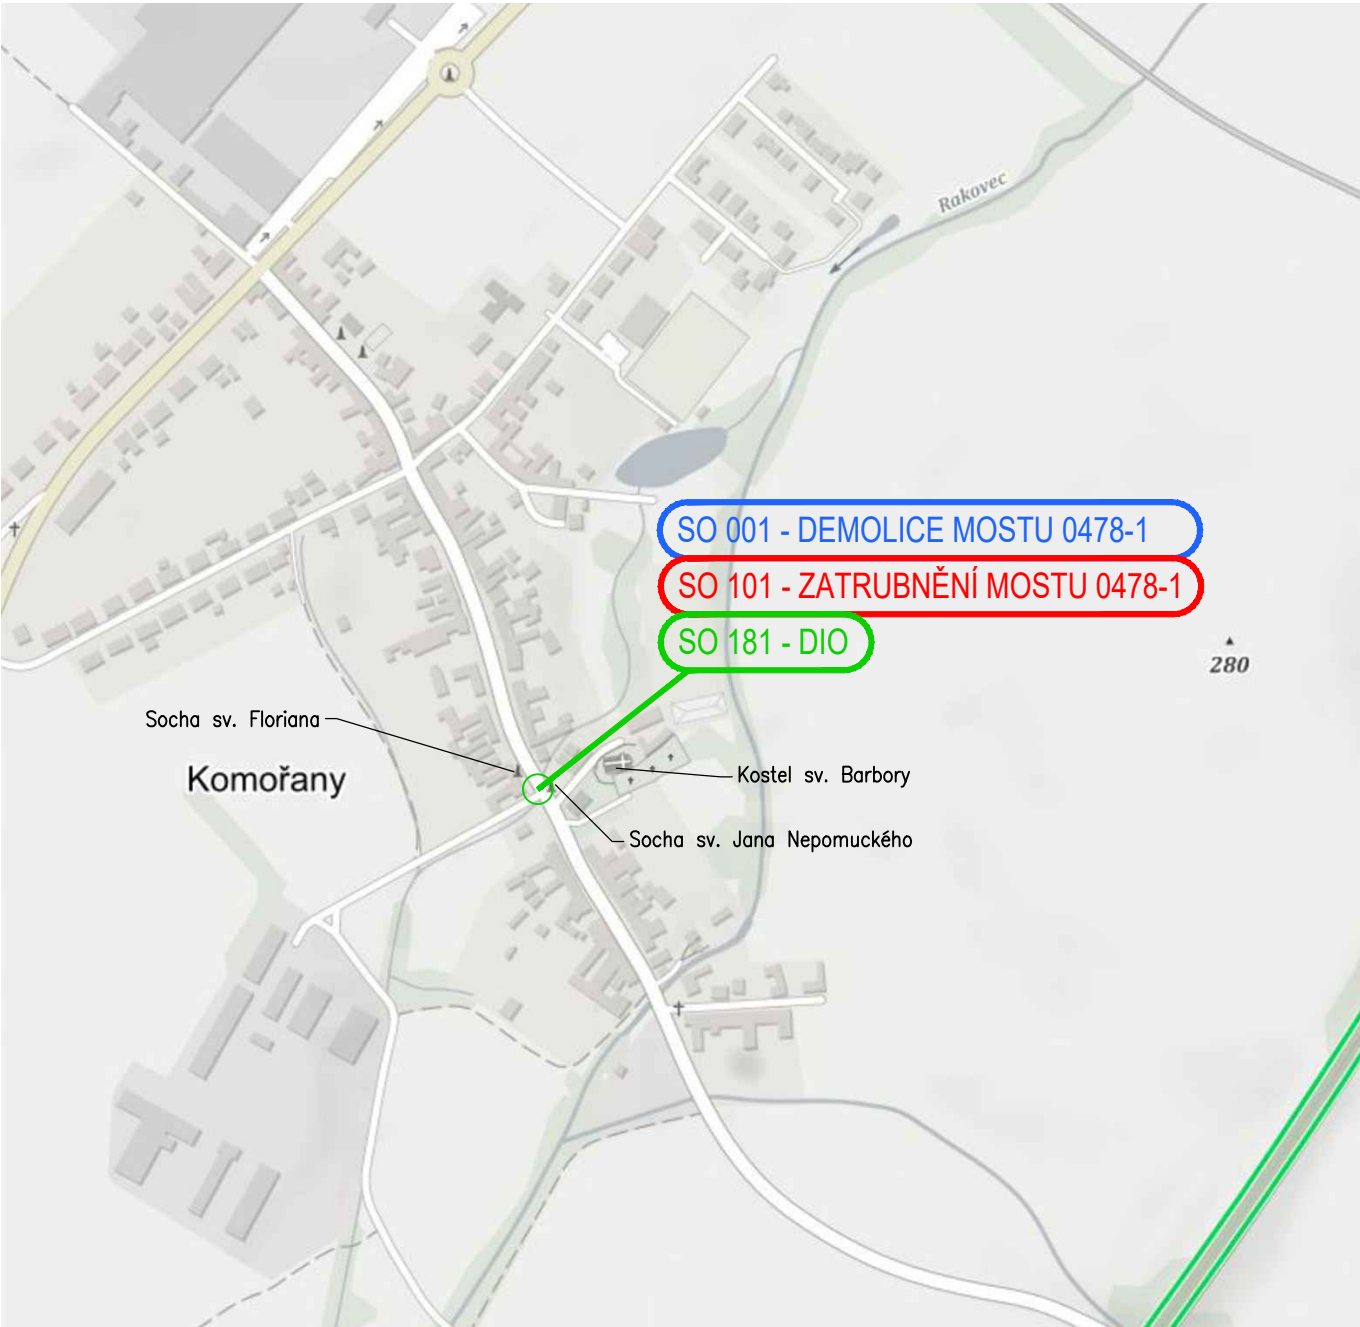 Rakovec
SO 001 - DEMOLICE MOSTU 0478-1
SO 101 - ZATRUBNĚNÍ MOSTU 0478-1
SO 181 - DIO
280
Socha sv. Floriana
Komořany
Kostel sv. Barbory
Socha sv. Jana Nepomuckého